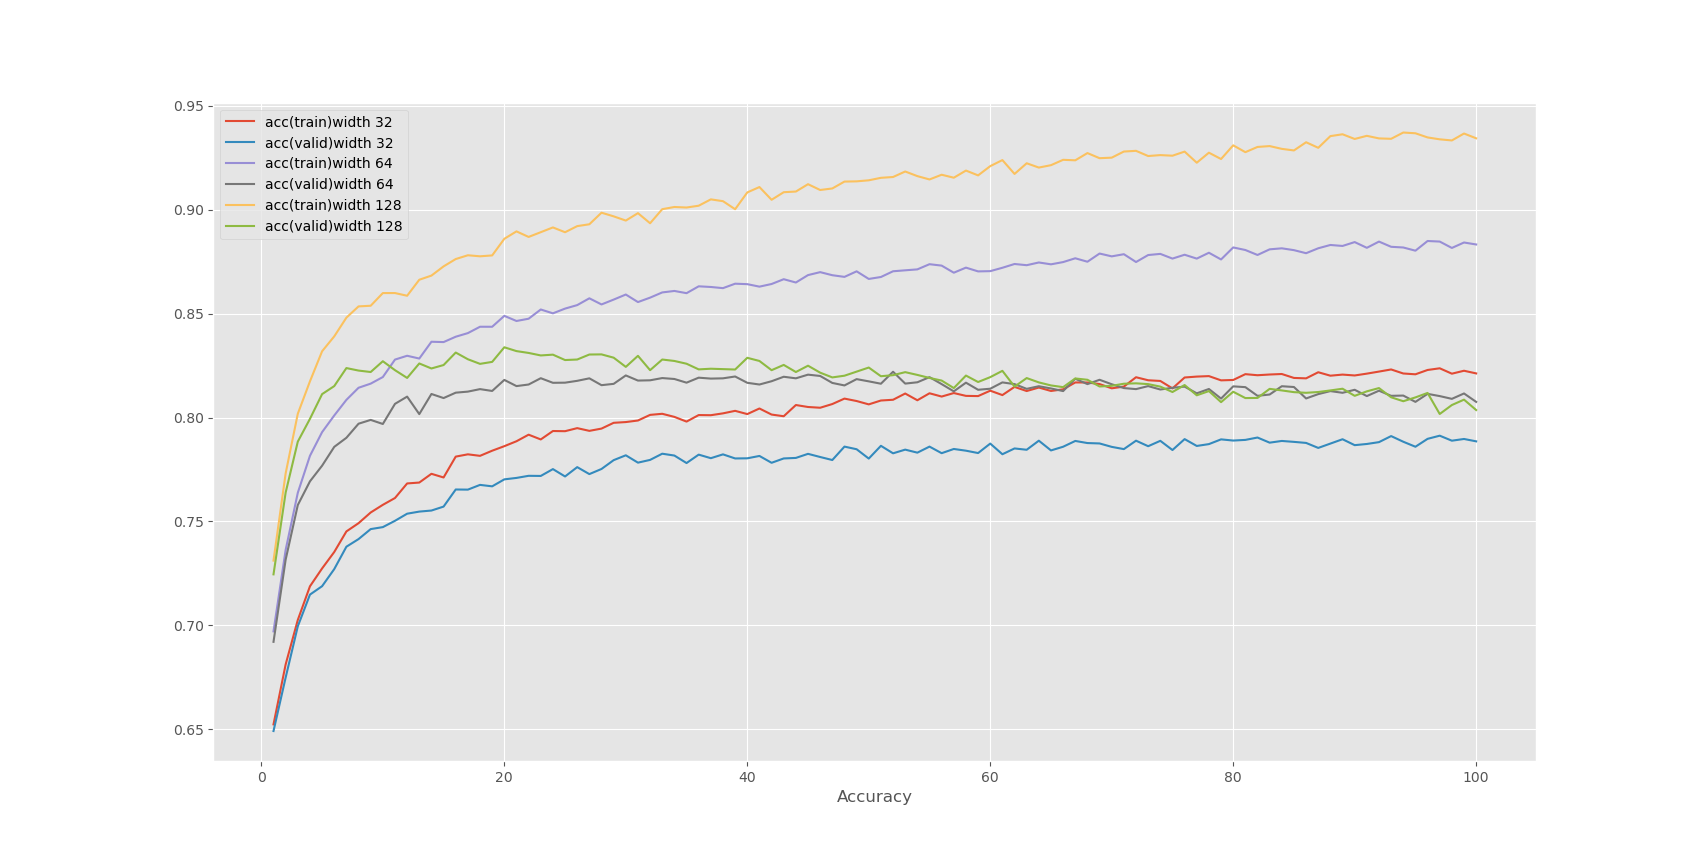 0.95
0.90
0.85
0.80
0.75
0.70
0.65
acc(train)width 32
acc(valid)width 32
acc(train)width 64
acc(valid)width 64
acc(train)width 128
acc(valid)width 128
0 20 40 60 80 100
Accuracy